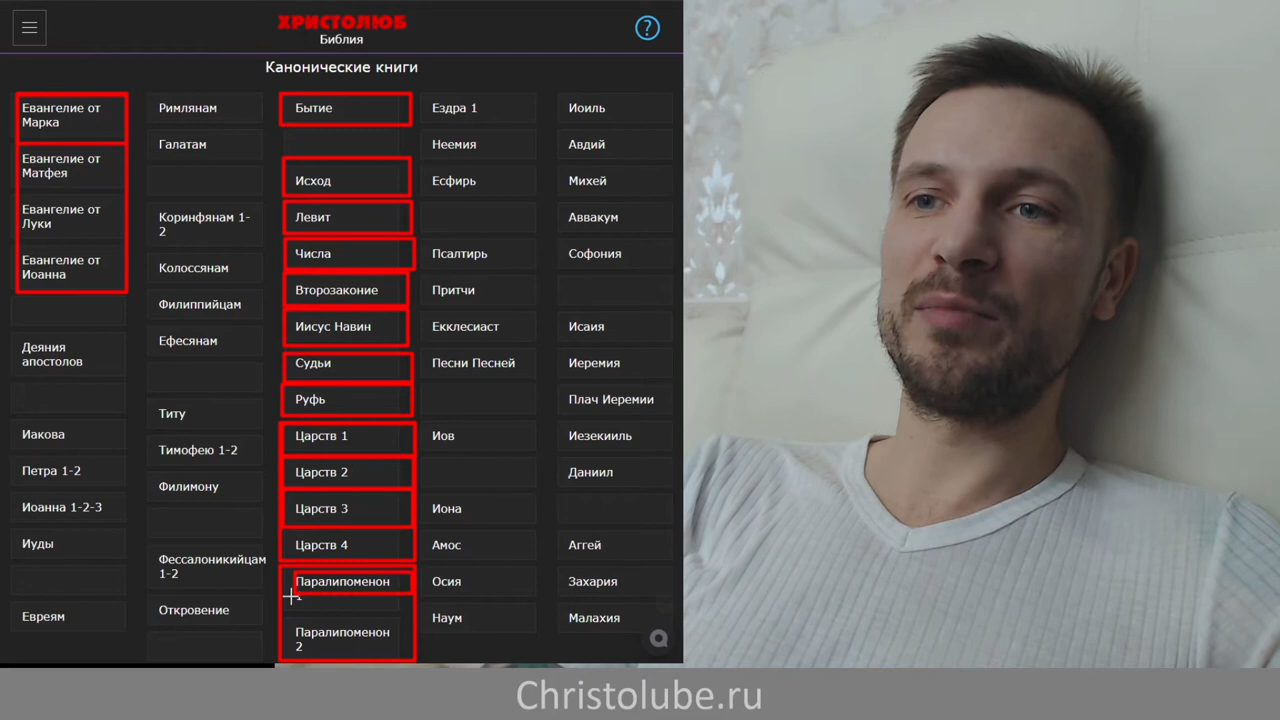 ХРИСТОЛЮБ
Библия
?
Канонические книги
Евангелие от
Марка
Евангелие от
Матфея
Евангелие от
Луки
Евангелие от
Иоанна
Деяния
апостолов
Иакова
Петра 1-2
Иоанна 1-2-3
Иуды
Евреям
Римлянам
Галатам
Коринфянам 1-
2
Колоссянам
Филиппийцам
Ефесянам
Титу
Тимофею 1-2
Филимону
Фессалоникийцам
1-2
Откровение
Бытие
Исход
Левит
Числа
Второзаконие
Иисус Навин
Судьи
Руфь
Царств 1
Царств 2
Царств 3
Царств 4
Паралипоменон
Паралипоменон
2
Ездра 1
Неемия
Есфирь
Псалтирь
Притчи
Екклесиаст
Песни Песней
Иов
Иона
Амос
Осия
Наум
Иоиль
Авдий
Михей
Аввакум
Софония
Исаия
Иеремия
Плач Иеремии
Иезекииль
Даниил
Аггей
Захария
Малахия
Christolube.ru